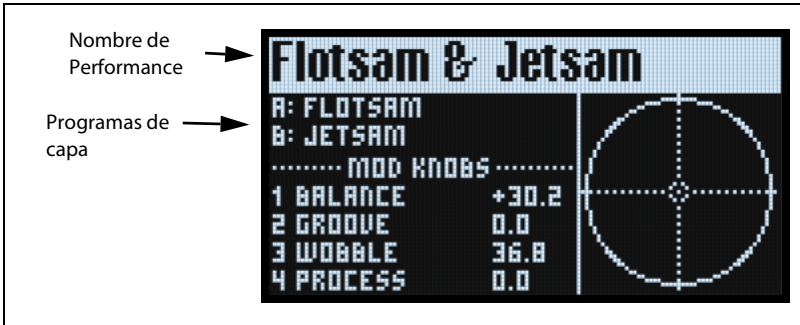 Nombre de
Performance
Flotsam & Jetsam
Programas de
capa
A: FLOTSAM
B: JETSAM
MOD KNOBS
1 BALANCE +30.2
2 GROOVE 0.0
3 WOBBLE 36.8
4 PROCESS 0.0